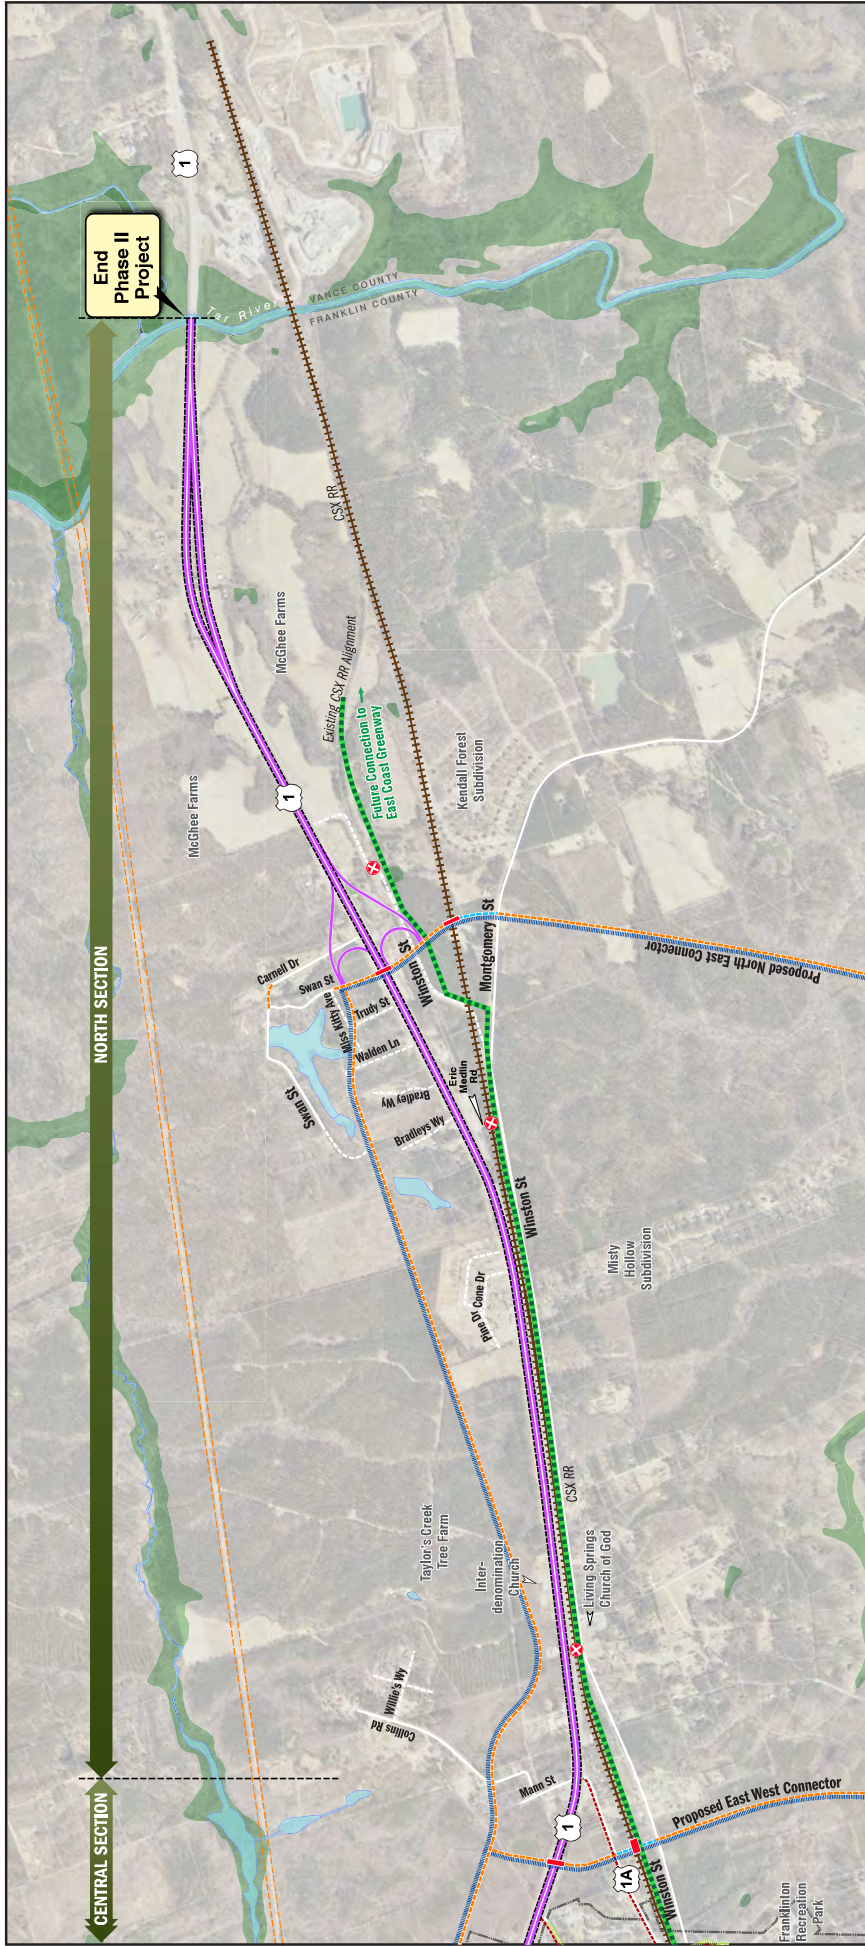 1
End
Phase II
Project
Tar River
VANCE COUNTY
FRANKLIN COUNTY
CSX RR
McGhee Farms
Existing CSX RR Alignment
Future Connection to
East Coast Greenway
Kendall Forest
Subdivision
McGhee Farms
1
NORTH SECTION
Carnell Dr
Swan St
Miss Kitty Ave
Trudy St
Winston St
Montgomery St
Proposed North East Connector
Walden Ln
Bradley Wy
Bradleys Wy
Swan St
Eric
Medlin
Rd
Winston St
Misty
Hollow
Subdivision
Pine Dr
Cone Dr
CSX RR
Taylor's Creek
Tree Farm
Inter-
denomination
Church
Living Springs
Church of God
Willie's Wy
Collins Rd
Mann St
CENTRAL SECTION
1
1A
Proposed East West Connector
Winston St
Franklinton
Recreation
Park